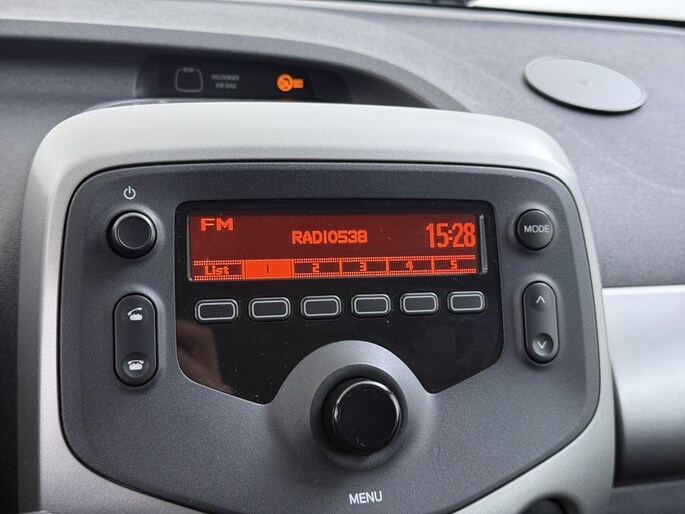 PASSENGER
AIR BAG
FM
RADIO538
15:28
List 1 2 3 4 5
MODE
MENU